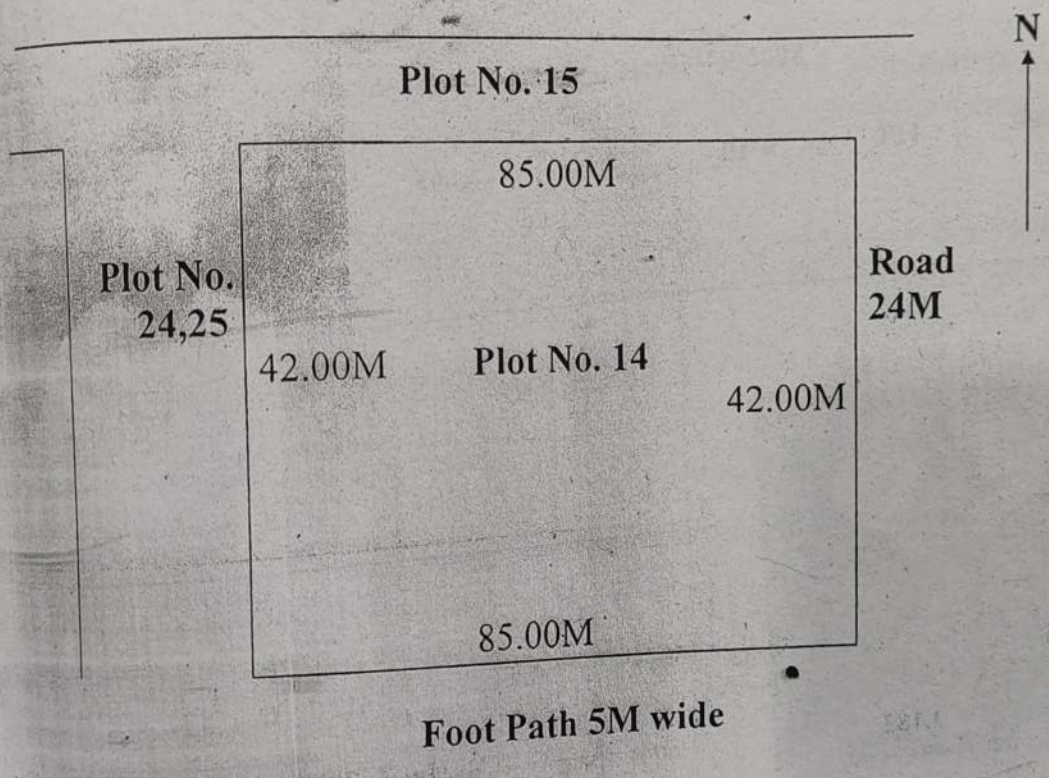 N
Plot No. 15
85.00M
Plot No.
24,25
Road
24M
42.00M
Plot No. 14
42.00M
85.00M
Foot Path 5M wide